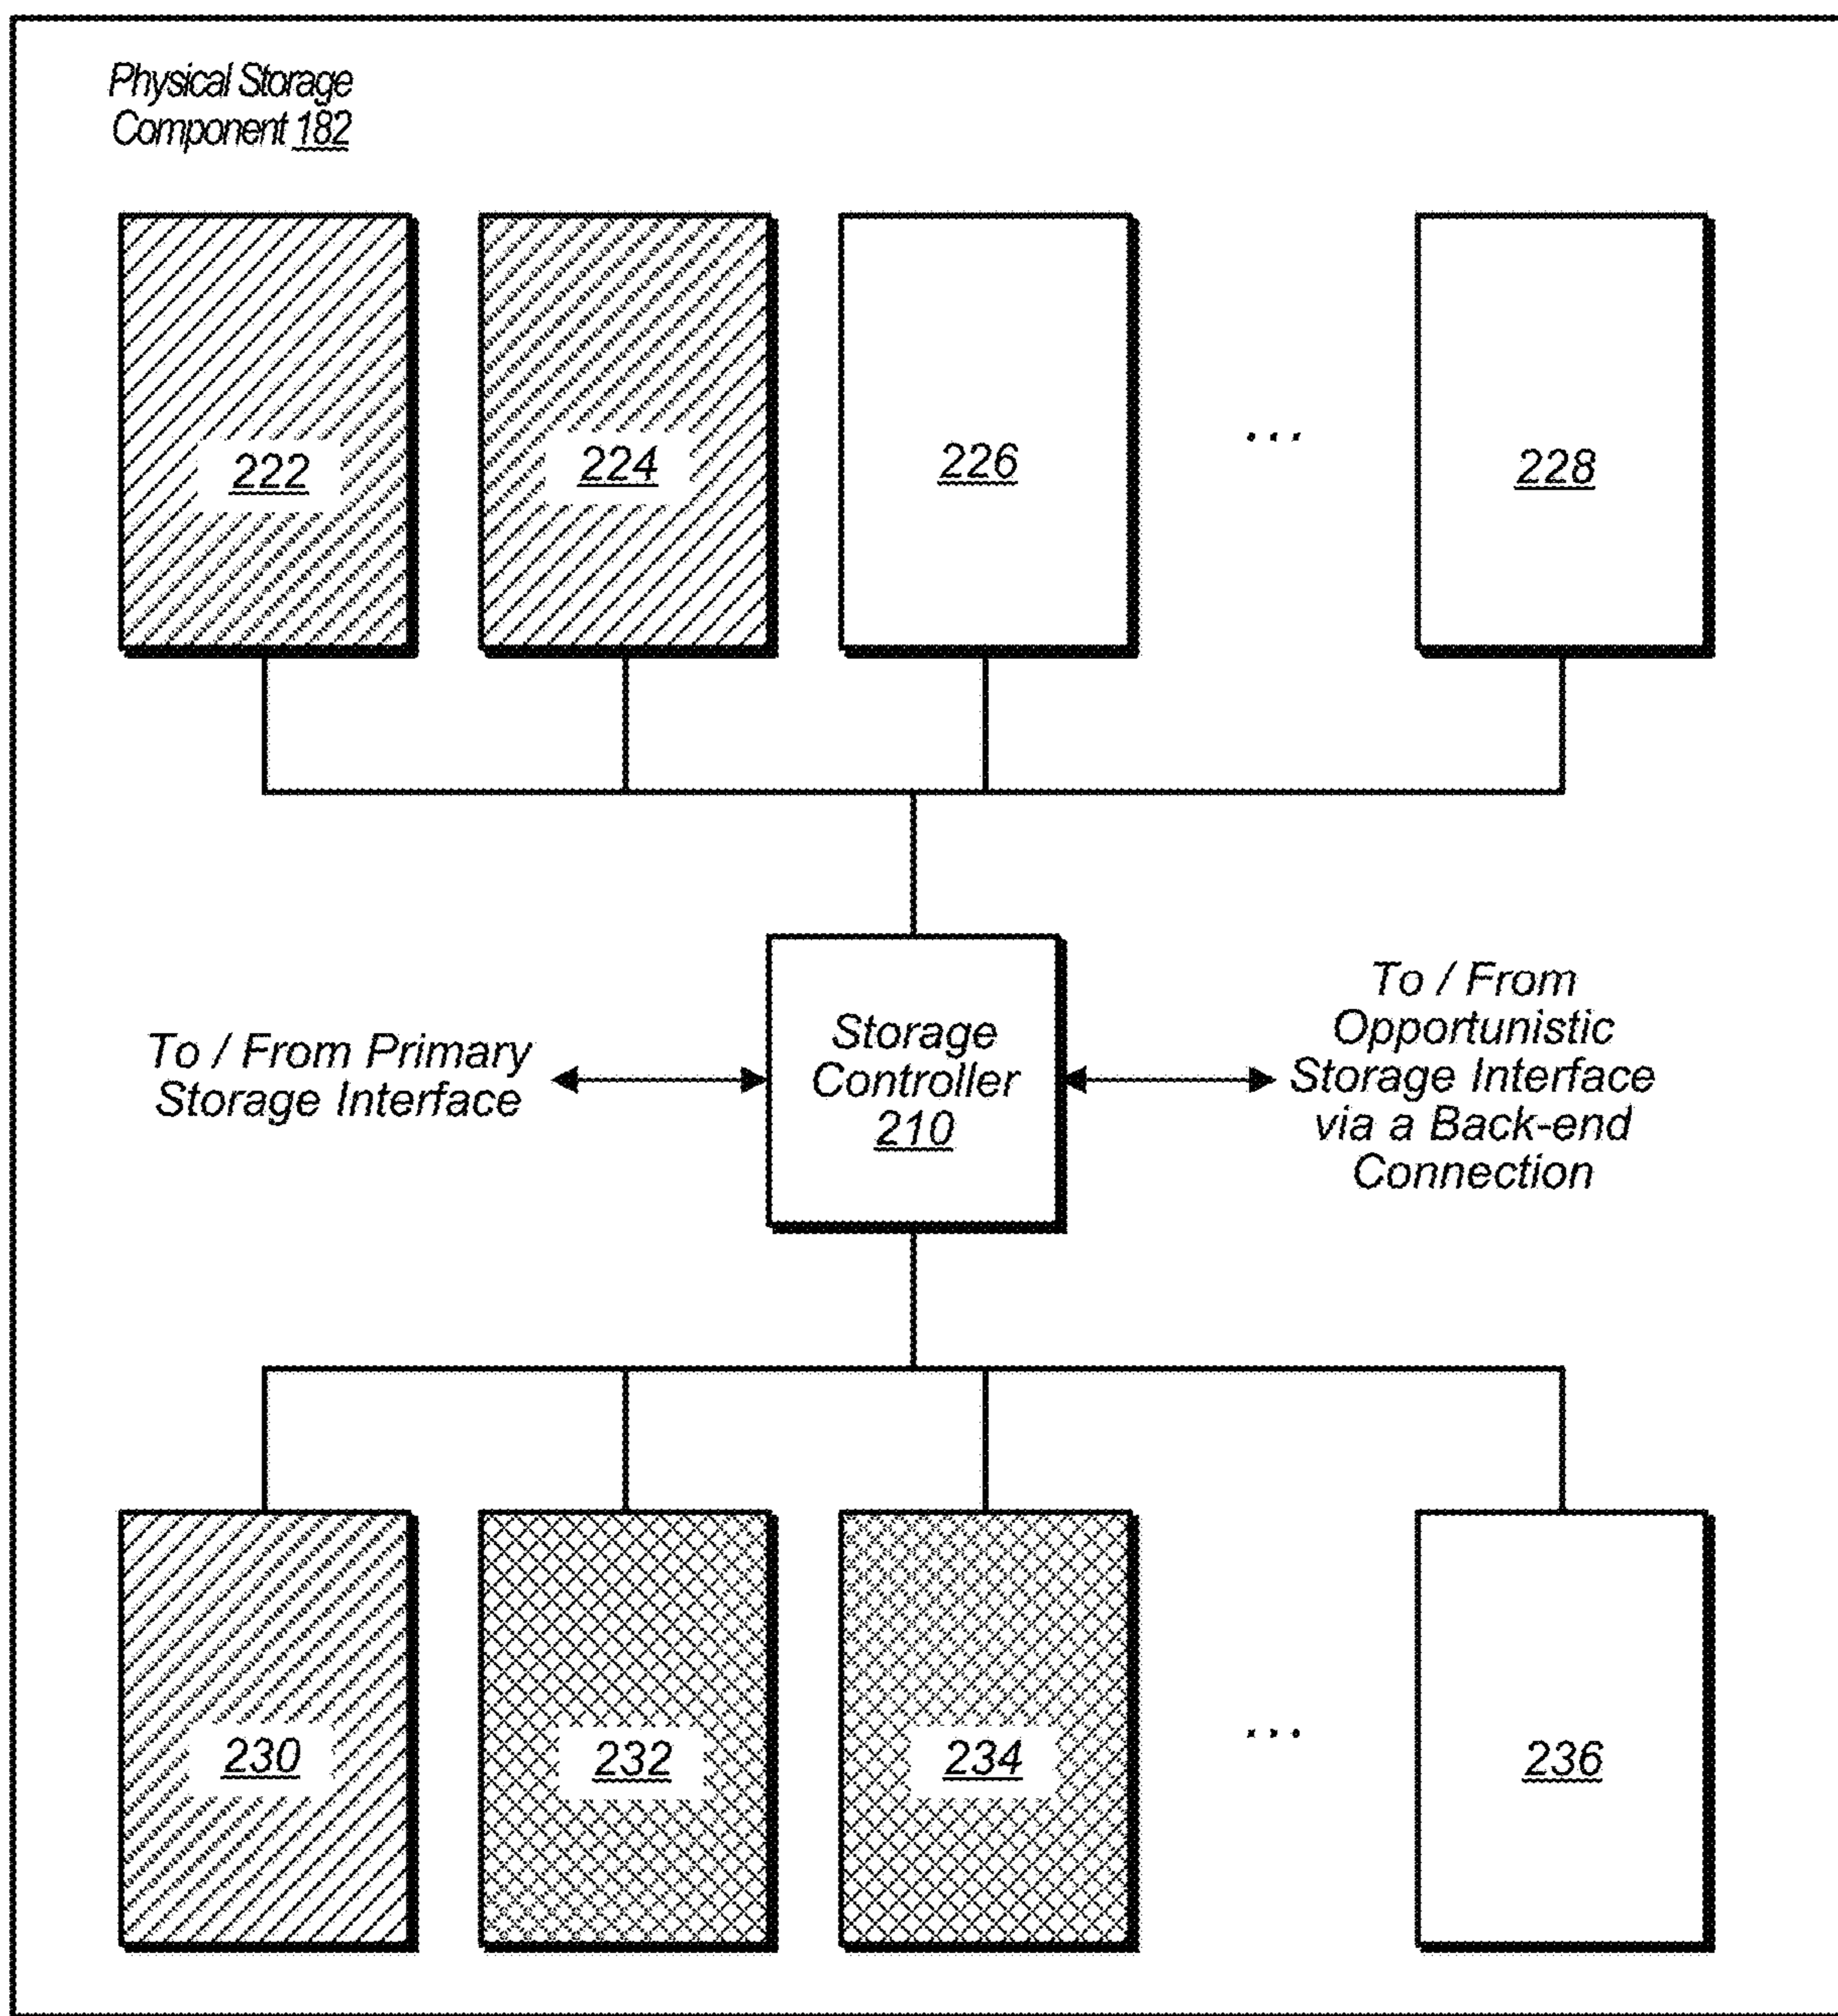 Physical Storage
Component 182
222
224
226
...
228
To / From Primary
Storage Interface
Storage
Controller
210
To / From
Opportunistic
Storage Interface
via a Back-end
Connection
230
232
234
...
236